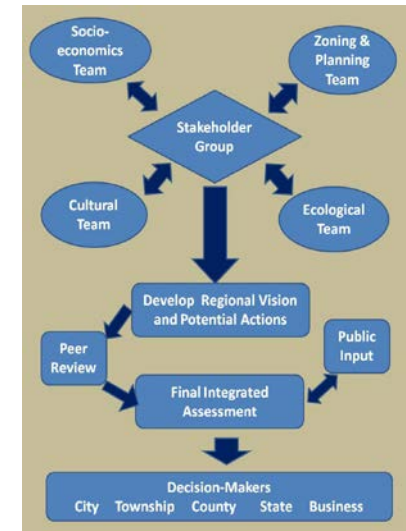 Socio-
economics
Team
Zoning &
Planning
Team
Stakeholder
Group
Cultural
Team
Ecological
Team
Develop Regional Vision
and Potential Actions
Peer
Review
Public
Input
Final Integrated
Assessment
Decision-Makers
City Township County State Business